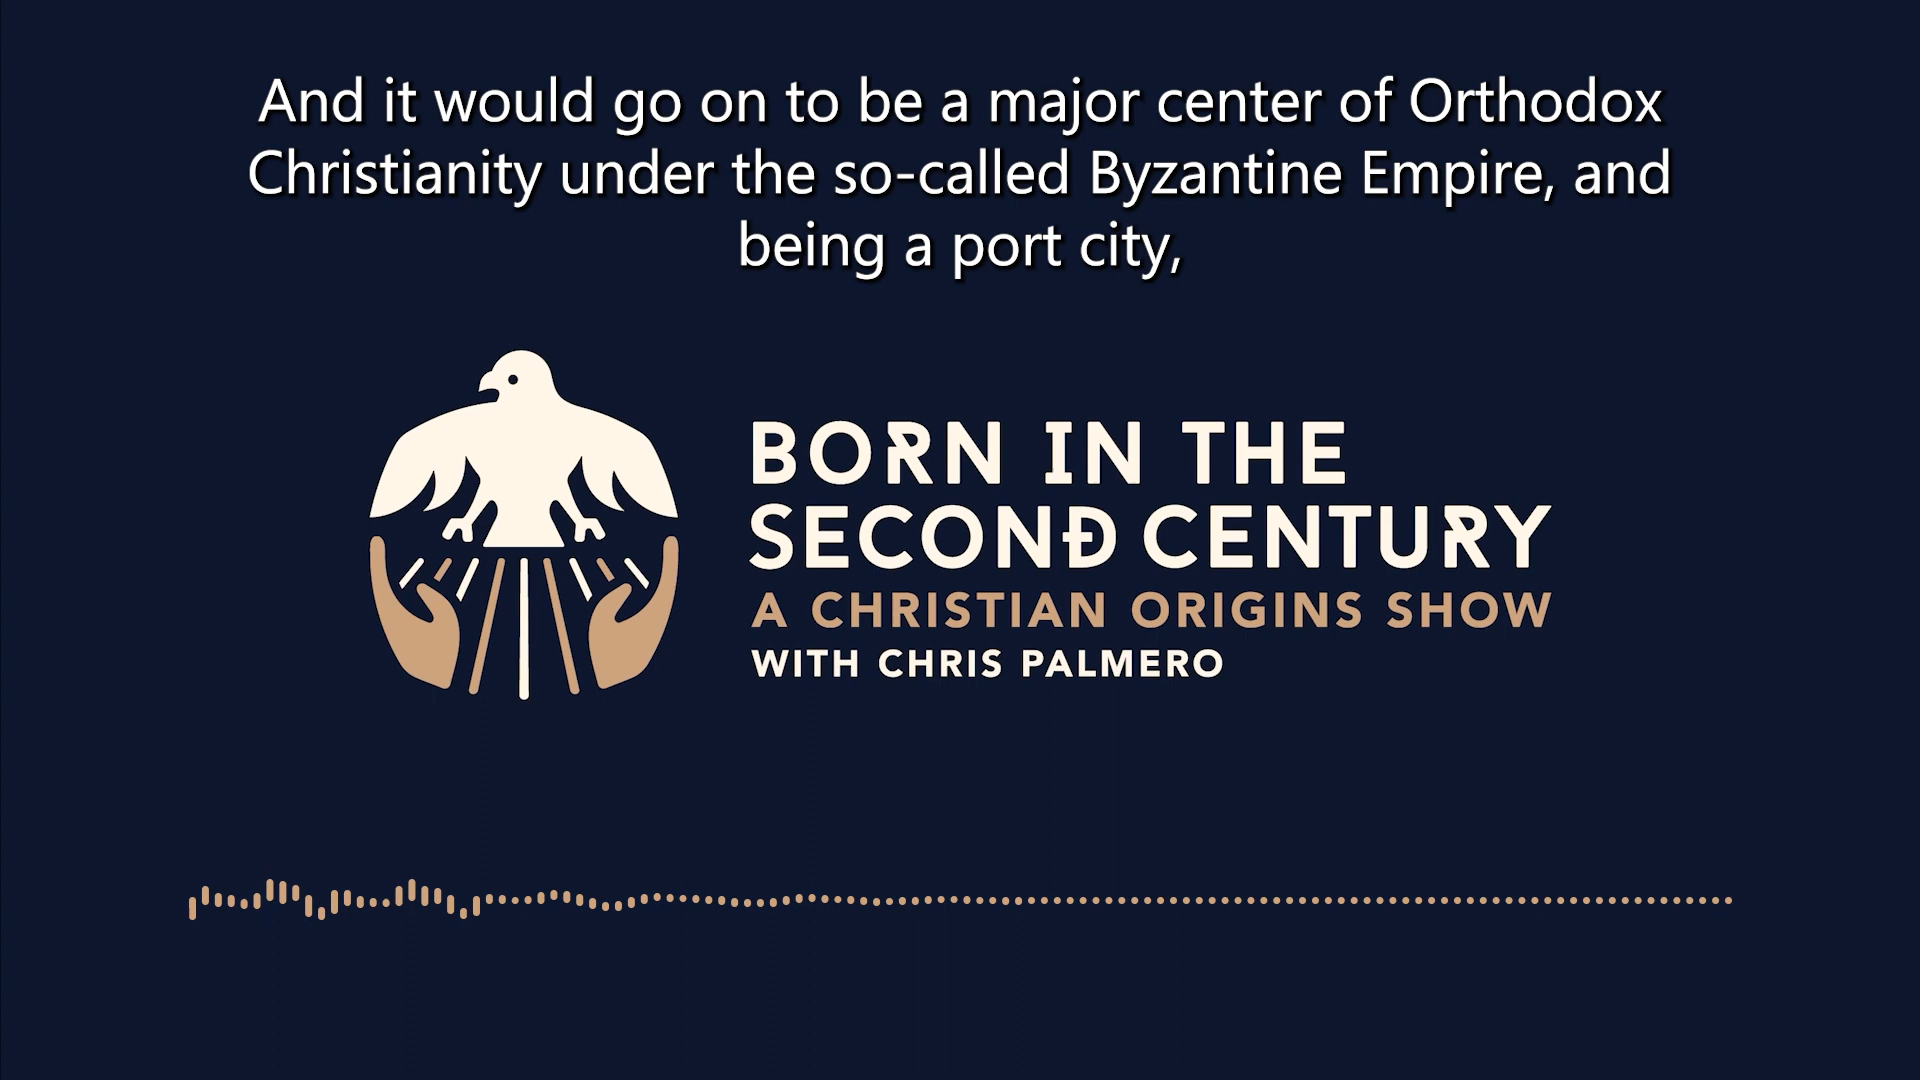 And it would go on to be a major center of Orthodox
Christianity under the so-called Byzantine Empire, and
being a port city,
BORN IN THE
SECOND CENTURY
A CHRISTIAN ORIGINS SHOW
WITH CHRIS PALMERO